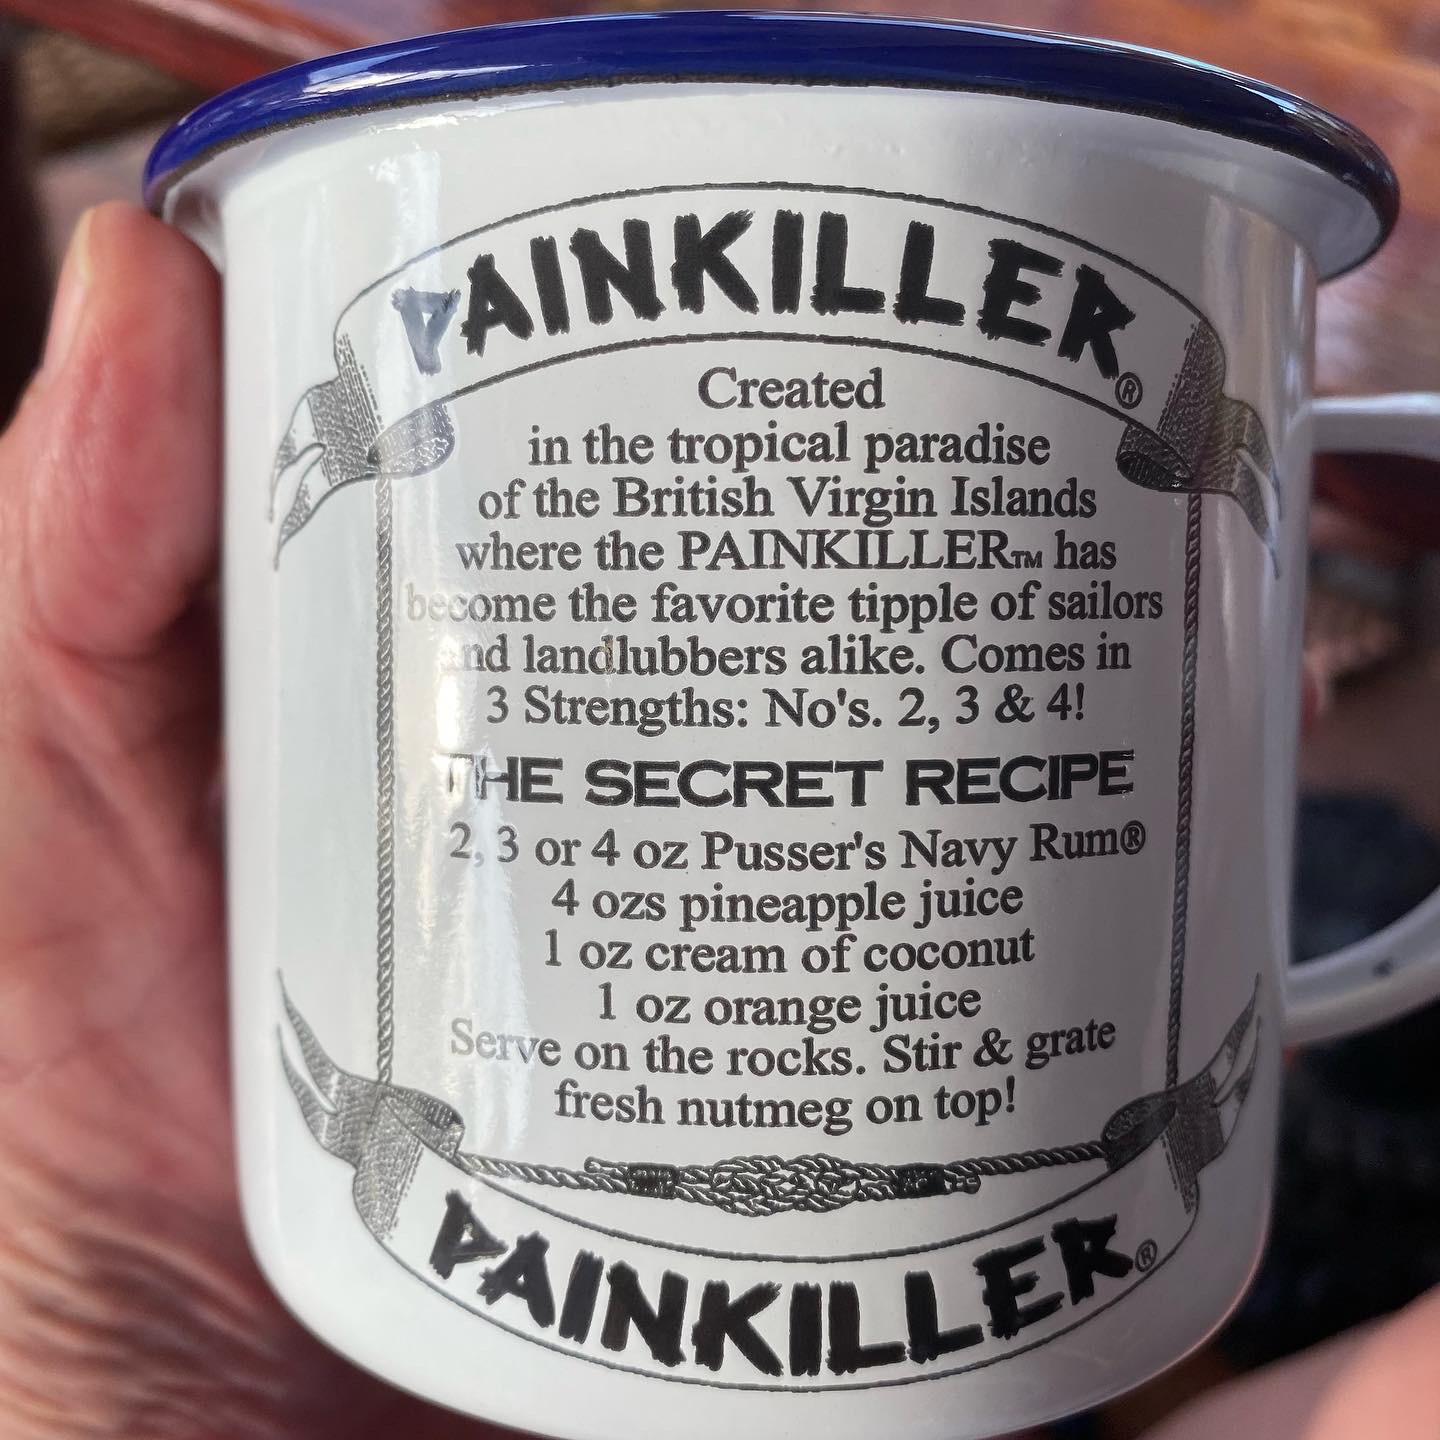 PAINKILLER®
Created
in the tropical paradise
of the British Virgin Islands
where the PAINKILLER™ has
become the favorite tipple of sailors
and landlubbers alike. Comes in
3 Strengths: No's. 2, 3 & 4!
THE SECRET RECIPE
2, 3 or 4 oz Pusser's Navy Rum®
4 ozs pineapple juice
1 oz cream of coconut
1 oz orange juice
Serve on the rocks. Stir & grate
fresh nutmeg on top!
PAINKILLER®